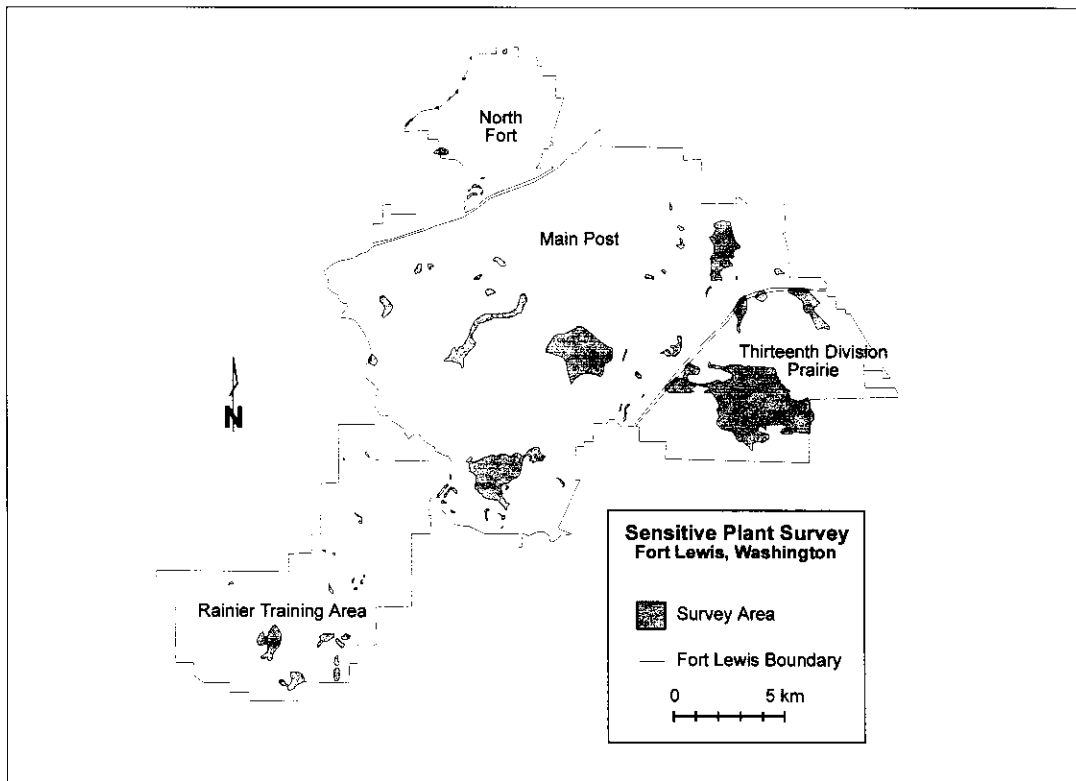 North
Fort
Main Post
Thirteenth Division
Prairie
N
Rainier Training Area
Sensitive Plant Survey
Fort Lewis, Washington
Survey Area
Fort Lewis Boundary
0 5 km